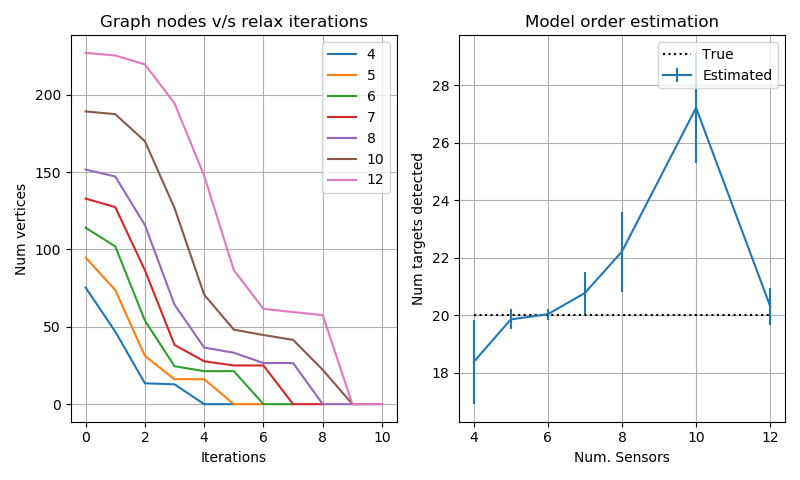 Graph nodes v/s relax iterations
Num vertices
200
150
100
50
0
0 2 4 6 8 10
Iterations
4
5
6
7
8
10
12
Model order estimation
Num targets detected
28
26
24
22
20
18
4 6 8 10 12
Num. Sensors
True
Estimated